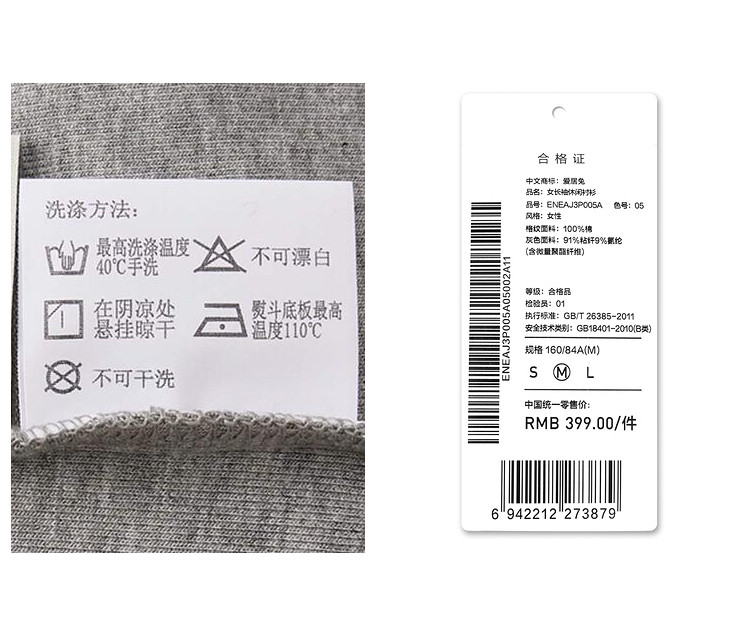 洗涤方法:
最高洗涤温度
40℃手洗
不可漂白
在阴凉处
悬挂晾干
熨斗底板最高
温度110℃
不可干洗
合格证
中文商标: 爱居兔
品名: 女长袖休闲衬衫
品号: ENEAJ3P005A 色号: 05
风格: 女性
格纹面料: 100%棉
灰色面料: 91%粘纤9%氨纶
(含微量聚酯纤维)
等级: 合格品
检验员: 01
执行标准: GB/T 26385-2011
安全技术类别: GB18401-2010(B类)
规格 160/84A(M)
S M L
中国统一零售价:
RMB 399.00/件
ENEAJ3P005A05002A11
6 942212 273879